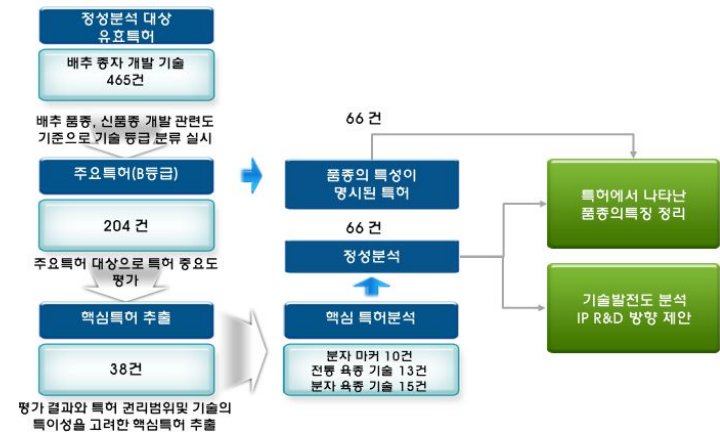 정성분석 대상
유효특허
배추 종자 개발 기술
465건
배추 품종, 신품종 개발 관련도
기준으로 기술 등급 분류 실시
주요특허(B등급)
204 건
주요특허 대상으로 특허 중요도
평가
핵심특허 추출
38건
평가 결과와 특허 권리범위및 기술의
특이성을 고려한 핵심특허 추출
66 건
품종의 특성이
명시된 특허
66 건
정성분석
핵심 특허분석
분자 마커 10건
전통 육종 기술 13건
분자 육종 기술 15건
특허에서 나타난
품종의특징 정리
기술발전도 분석
IP R&D 방향 제안